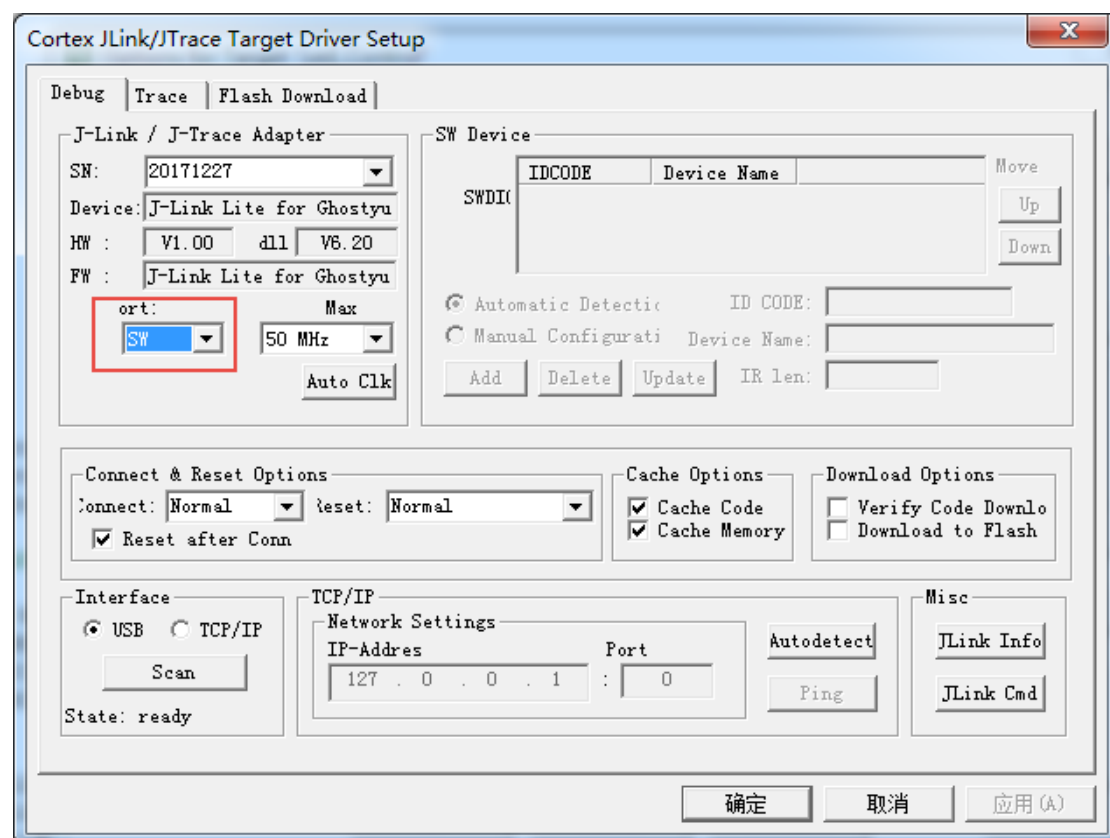 Cortex JLink/JTrace Target Driver Setup
Debug Trace Flash Download
J-Link / J-Trace Adapter
SN: 20171227
Device: J-Link Lite for Ghostyu
HW : V1.00 dll V6.20
FW : J-Link Lite for Ghostyu
ort: Max
SW 50 MHz
Auto Clk
SW Device
IDCODE Device Name Move
SWDI(
Up
Down
Automatic Detectic ID CODE:
Manual Configurati Device Name:
Add Delete Update IR len:
Connect & Reset Options
onnect: Normal eset: Normal
Reset after Conn
Cache Options
Cache Code
Cache Memory
Download Options
Verify Code Downlo
Download to Flash
Interface
USB TCP/IP
Scan
State: ready
TCP/IP
Network Settings
IP-Addres Port
127 . 0 . 0 . 1 : 0
Autodetect
Ping
Misc
JLink Info
JLink Cmd
确定 取消 应用(A)